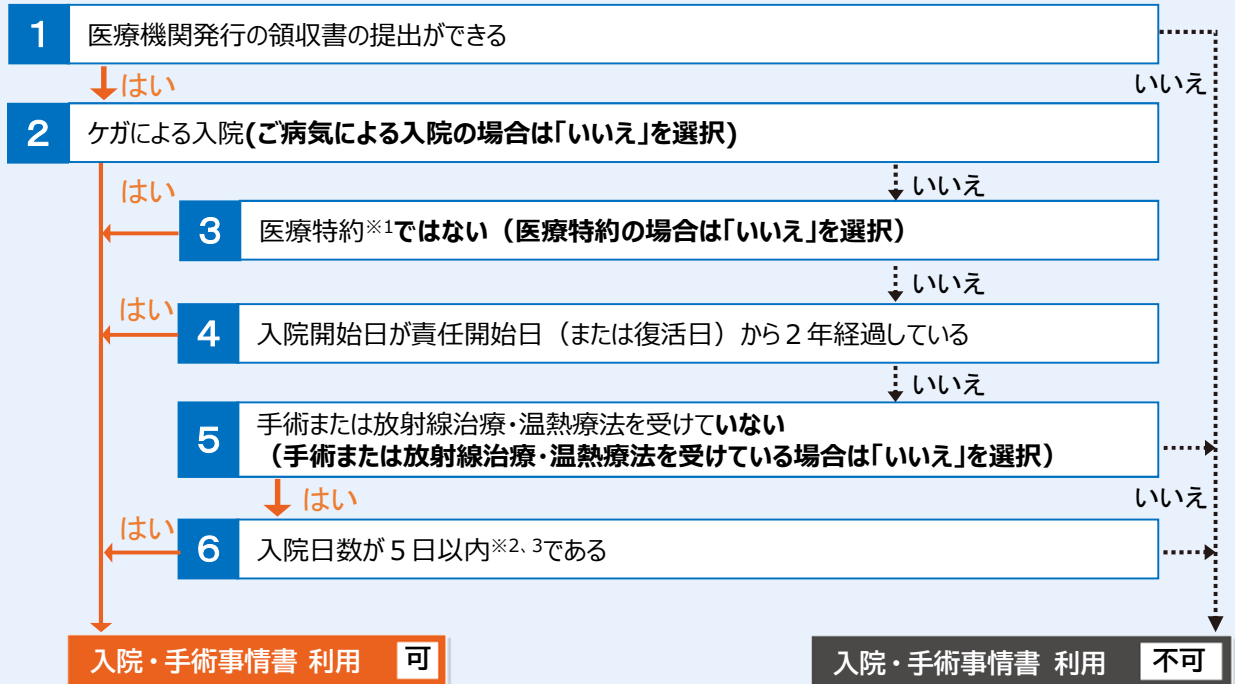 1 医療機関発行の領収書の提出ができる
はい
いいえ
2 ケガによる入院(ご病気による入院の場合は「いいえ」を選択)
はい
いいえ
3 医療特約※1ではない（医療特約の場合は「いいえ」を選択）
はい
いいえ
4 入院開始日が責任開始日（または復活日）から２年経過している
いいえ
5 手術または放射線治療・温熱療法を受けていない
（手術または放射線治療・温熱療法を受けている場合は「いいえ」を選択）
はい
いいえ
はい
6 入院日数が５日以内※2、3である
入院・手術事情書 利用 可
入院・手術事情書 利用 不可